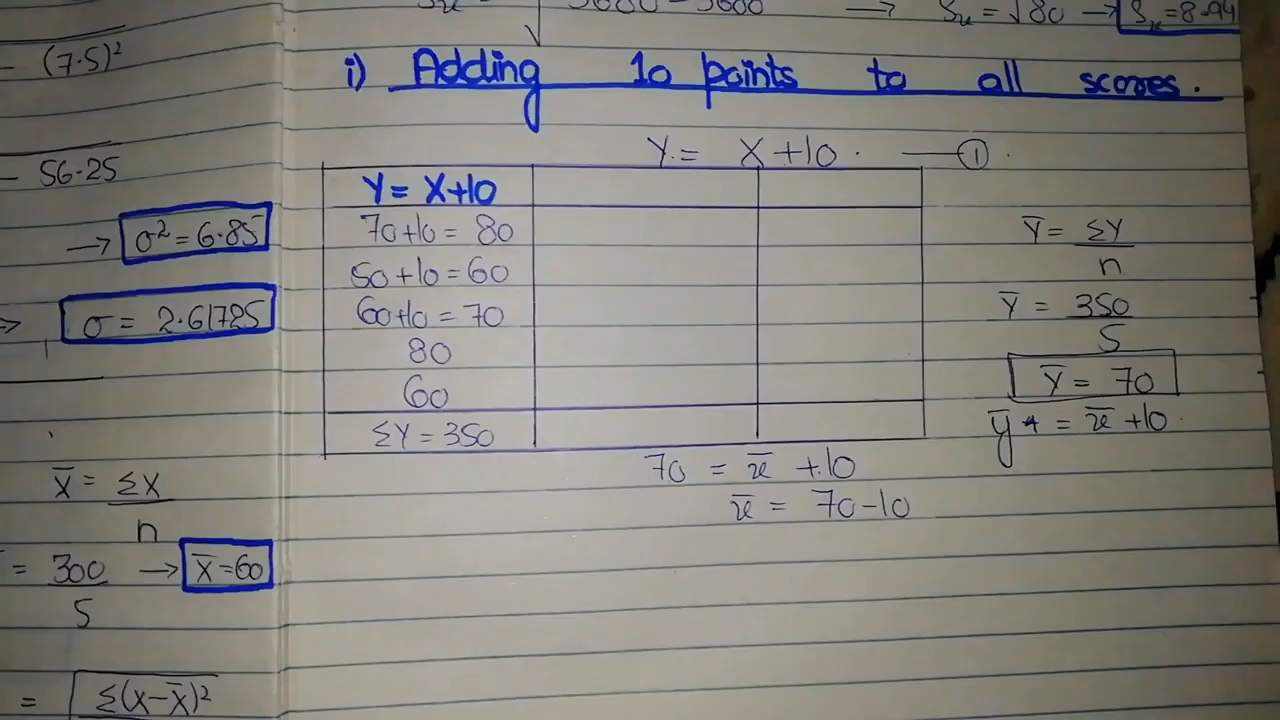 √3680-3600 → Sx = √80 → Sx = 8.94
- (7.5)²
- 56.25
→ σ² = 6.85
σ = 2.61725
X̄ = ΣX
n
= 300 → X̄ = 60
5
= √Σ(X-X̄)²
i) Adding 10 points to all scores.
Y = X+10. — ①.
Y = X+10
70+10 = 80
50+10 = 60
60+10 = 70
80
60
ΣY = 350
Ȳ = ΣY
n
Ȳ = 350
5
Ȳ = 70
ȳ = x̄ +10.
70 = x̄ +10
x̄ = 70-10